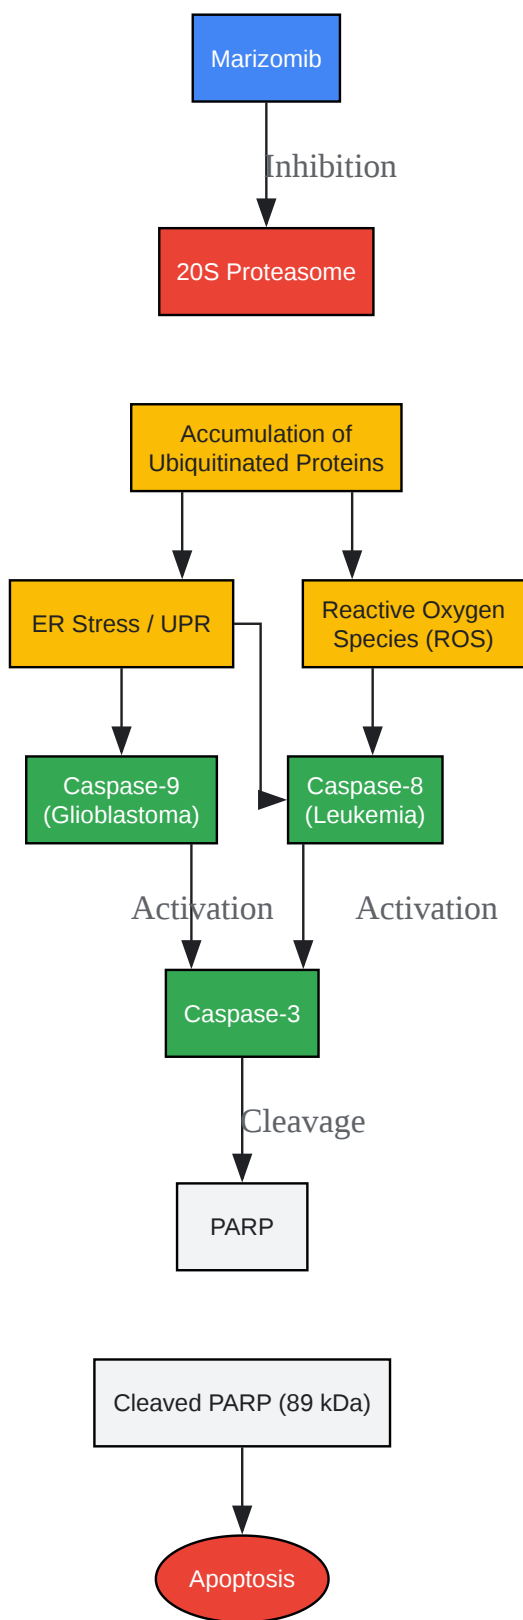 Marizomib
Inhibition
20S Proteasome
Accumulation of
Ubiquitinated Proteins
ER Stress / UPR
Reactive Oxygen
Species (ROS)
Caspase-9
(Glioblastoma)
Caspase-8
(Leukemia)
Activation
Activation
Caspase-3
Cleavage
PARP
Cleaved PARP (89 kDa)
Apoptosis